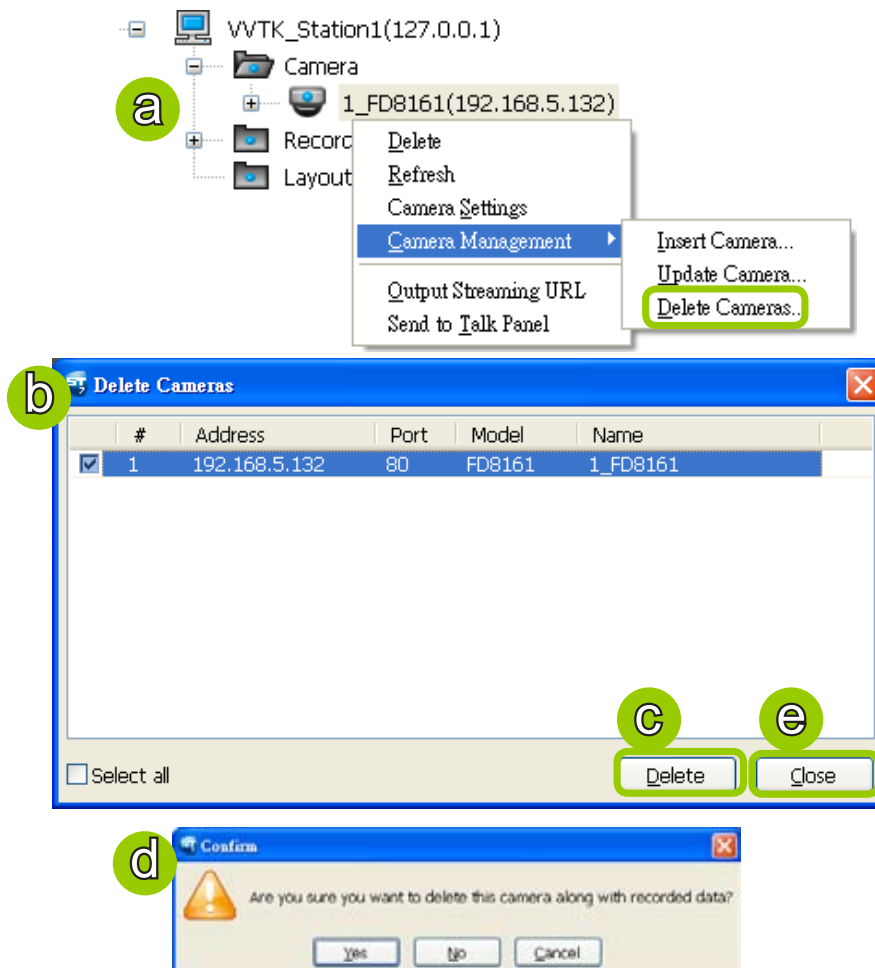 VVTK_Station1(127.0.0.1)
Camera
a
1_FD8161(192.168.5.132)
Record
Delete
Layout
Refresh
Camera Settings
Camera Management
Insert Camera...
Update Camera...
Output Streaming URL
Delete Cameras..
Send to Talk Panel
b
Delete Cameras
# Address Port Model Name
1 192.168.5.132 80 FD8161 1_FD8161
c e
Select all Delete Close
d
Confirm
Are you sure you want to delete this camera along with recorded data?
Yes No Cancel